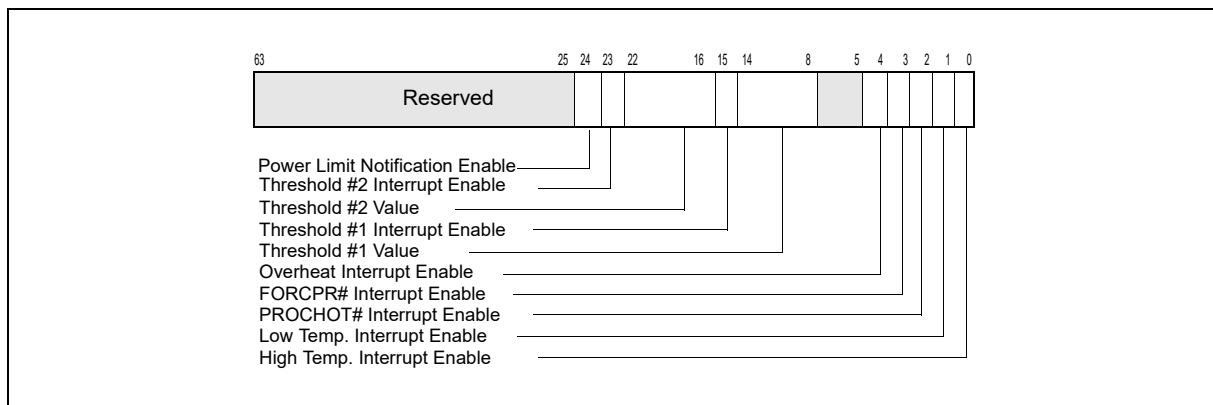 63 25 24 23 22 16 15 14 8 5 4 3 2 1 0
Reserved
Power Limit Notification Enable
Threshold #2 Interrupt Enable
Threshold #2 Value
Threshold #1 Interrupt Enable
Threshold #1 Value
Overheat Interrupt Enable
FORCPR# Interrupt Enable
PROCHOT# Interrupt Enable
Low Temp. Interrupt Enable
High Temp. Interrupt Enable